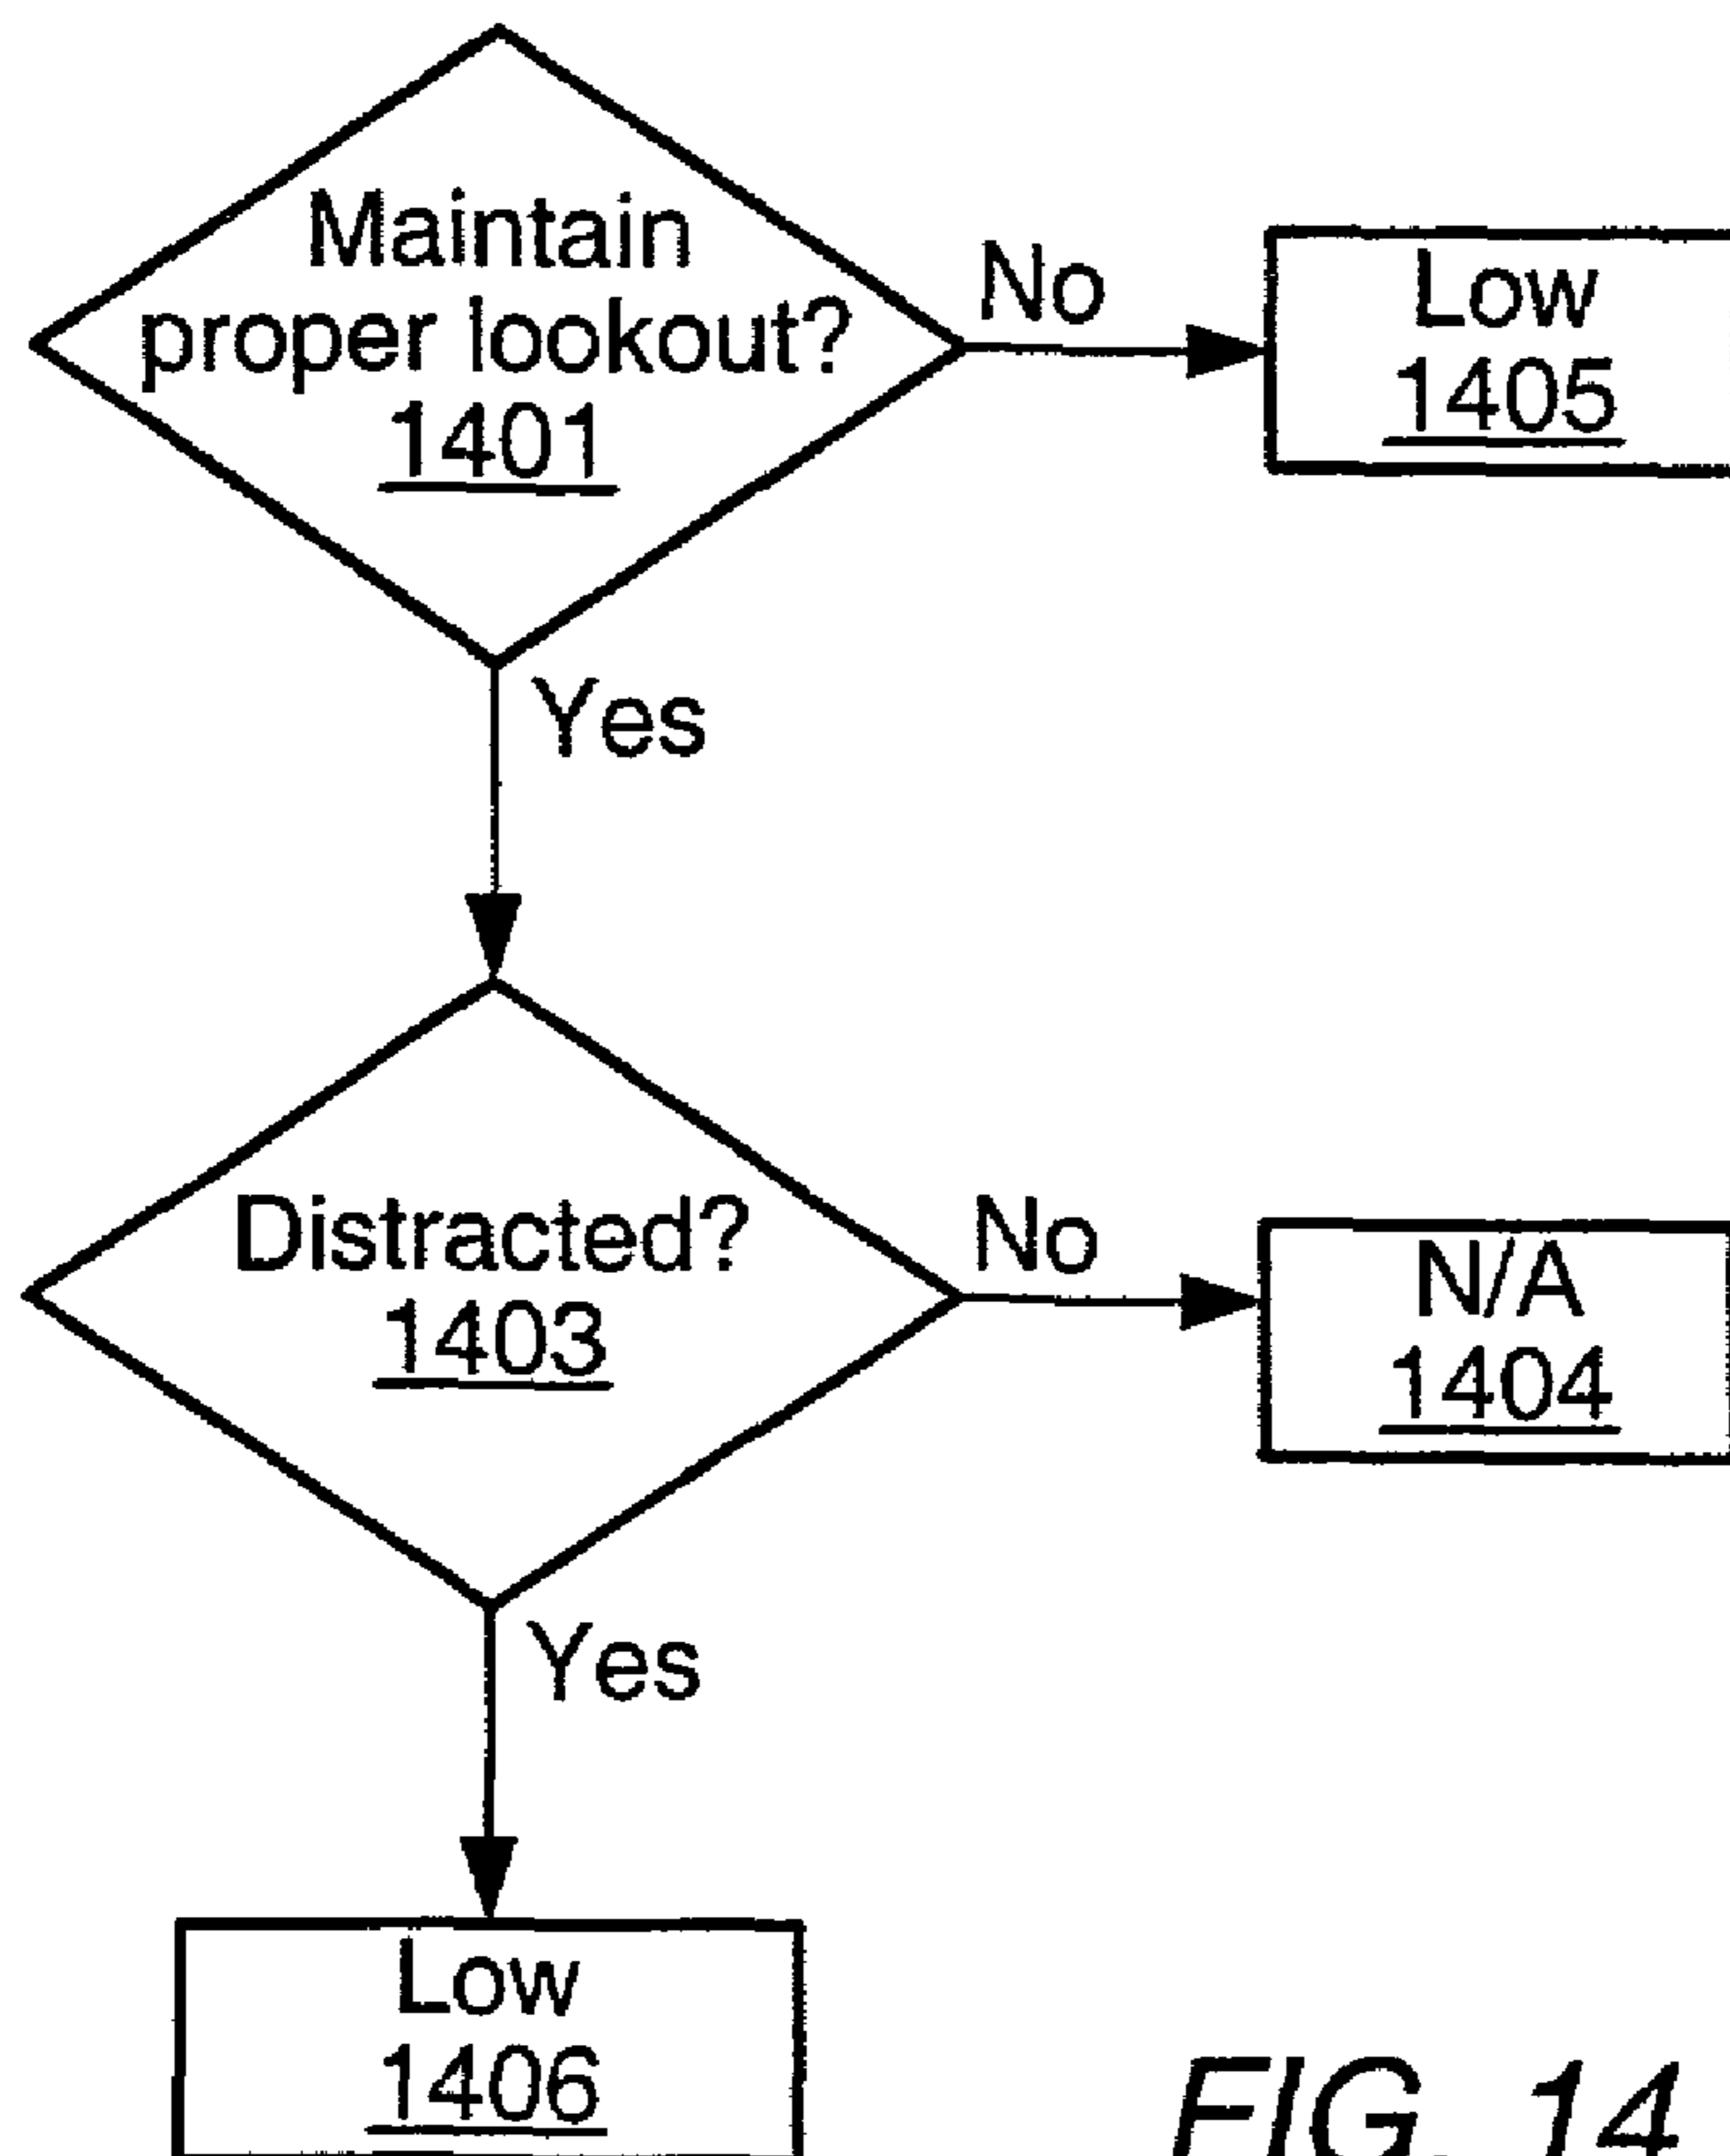 Maintain
proper lookout?
1401
No
Low
1405
Yes
Distracted?
1403
No
N/A
1404
Yes
Low
1406
FIG. 14